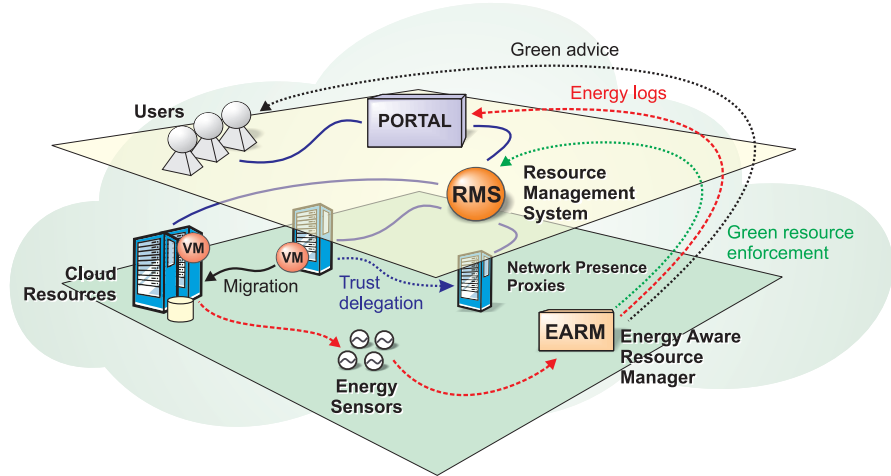 Green advice
Energy logs
Users
PORTAL
RMS
Resource
Management
System
Green resource
enforcement
VM
VM
Cloud
Resources
Migration
Trust
delegation
Network Presence
Proxies
EARM
Energy Aware
Resource
Manager
Energy
Sensors